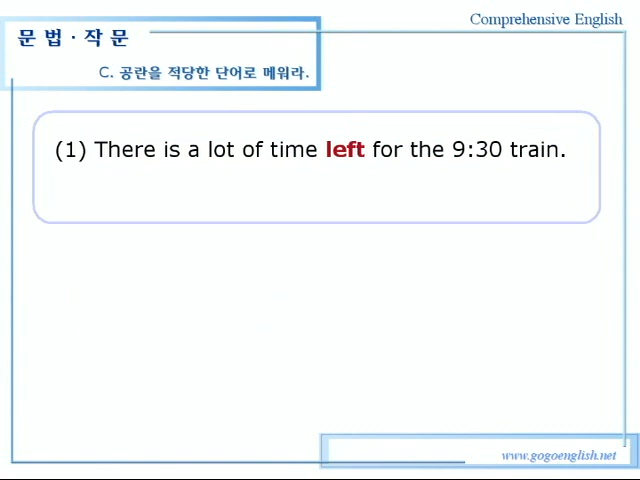 Comprehensive English
문 법 · 작 문
C. 공란을 적당한 단어로 메워라.
(1) There is a lot of time left for the 9:30 train.
www.gogoenglish.net